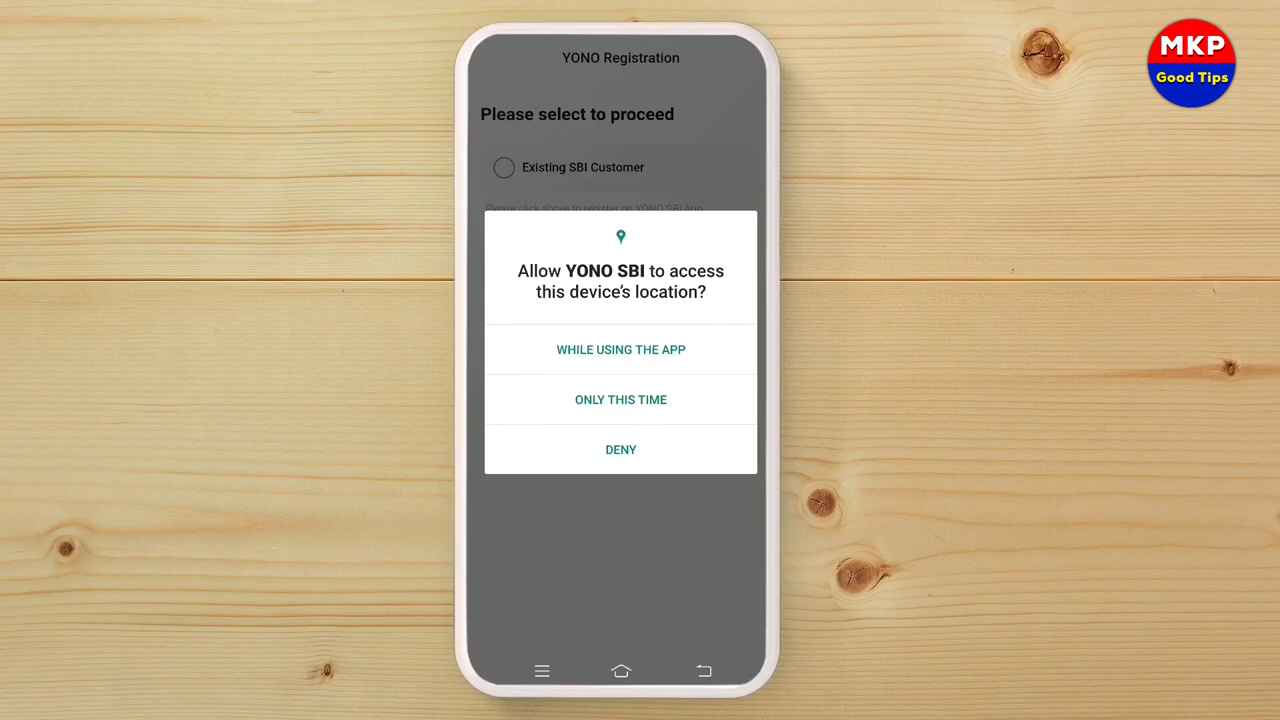 MKP
Good Tips
YONO Registration
Please select to proceed
Existing SBI Customer
Please click above to register on YONO SBI App
Allow YONO SBI to access
this device's location?
WHILE USING THE APP
ONLY THIS TIME
DENY